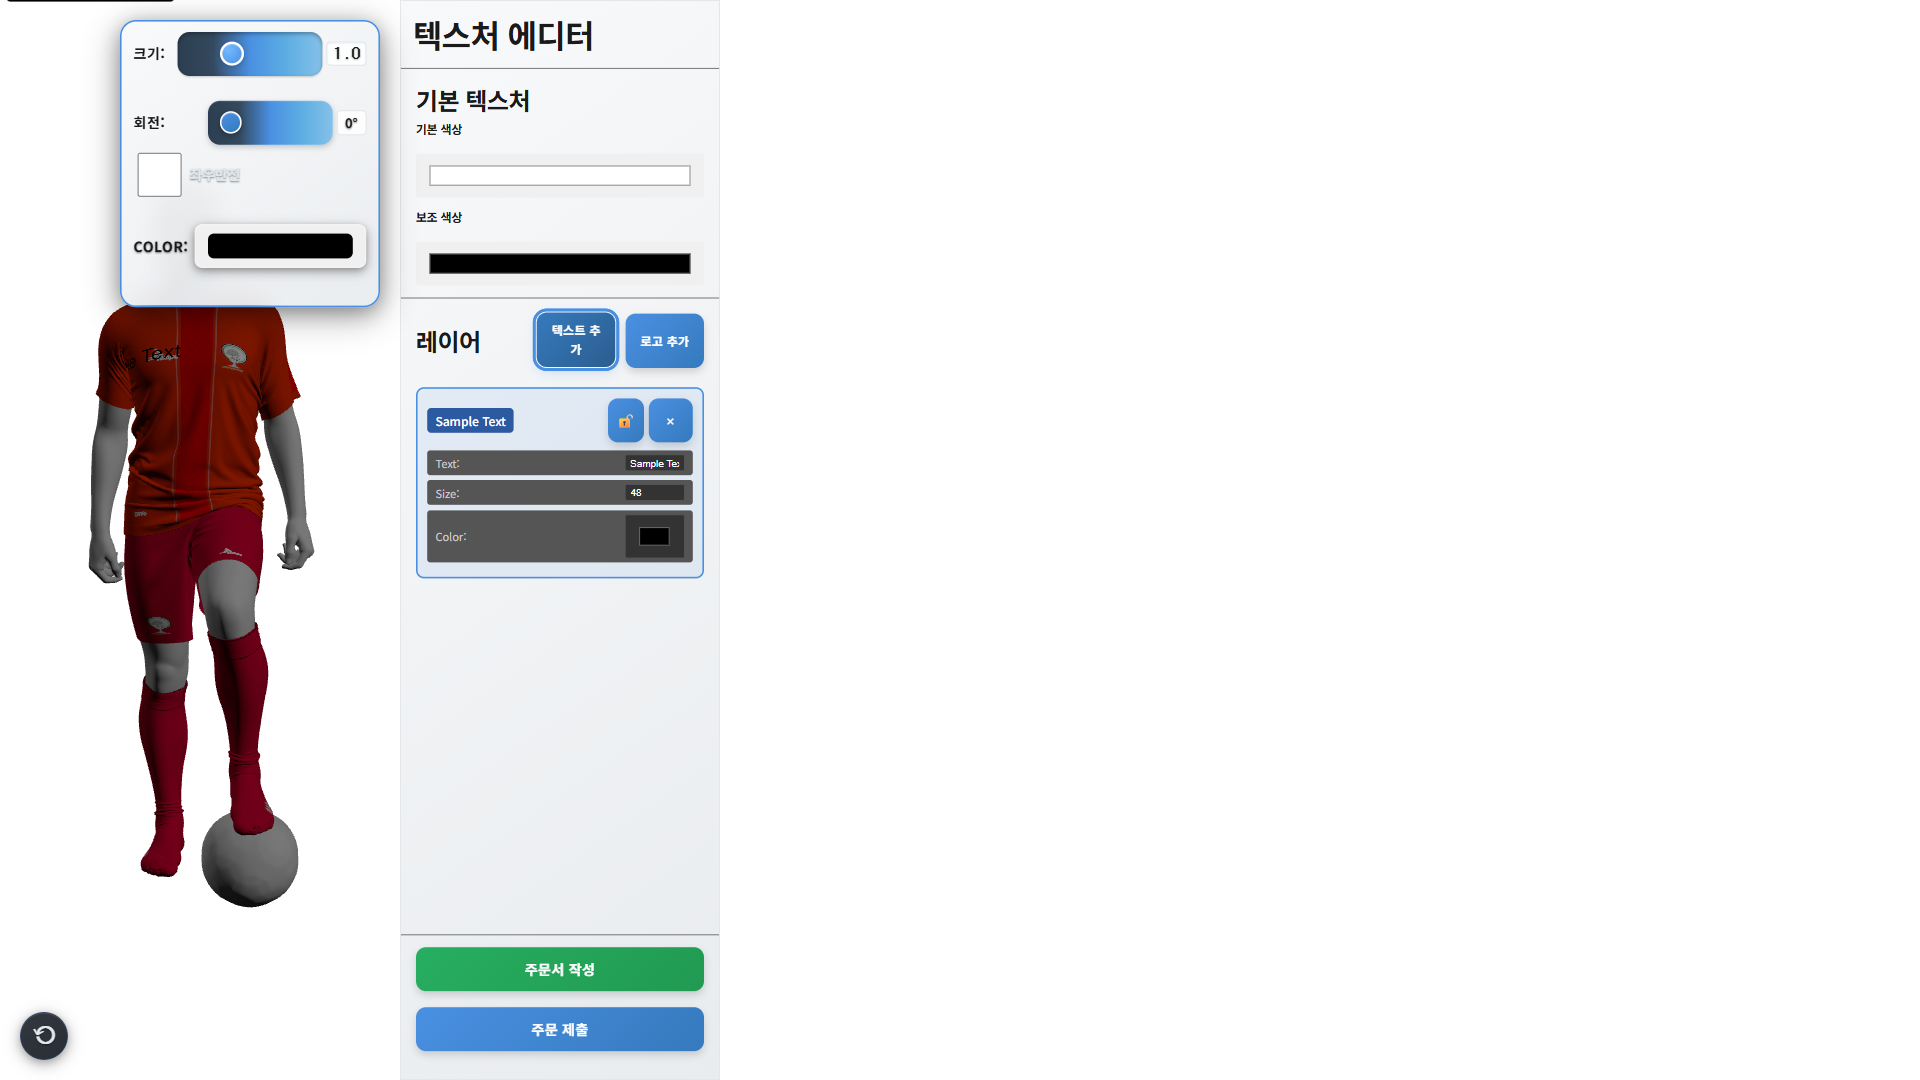 크기:
1.0
회전:
0°
좌우반전
COLOR:
Text
텍스처 에디터
기본 텍스처
기본 색상
보조 색상
레이어
텍스트 추
가
로고 추가
Sample Text
×
Text:
Sample Te
Size:
48
Color:
주문서 작성
주문 제출